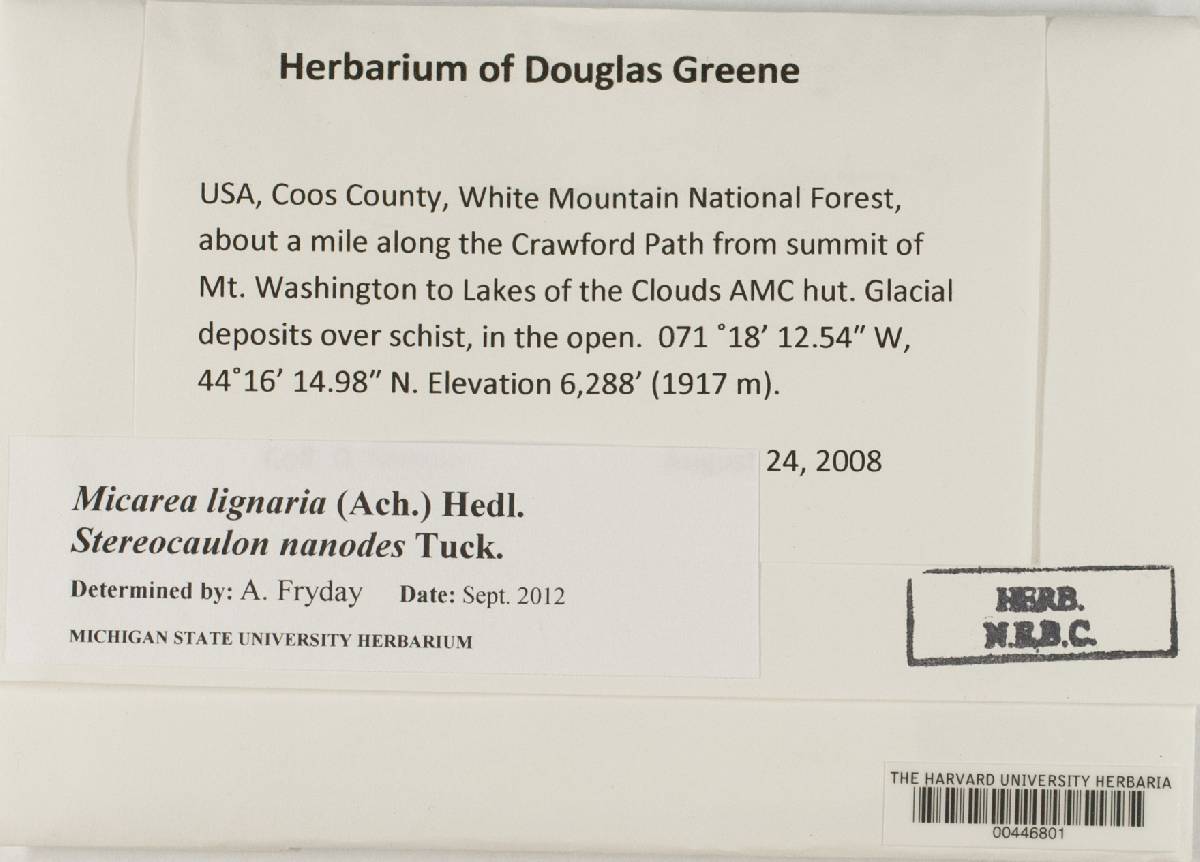 Herbarium of Douglas Greene
USA, Coos County, White Mountain National Forest,
about a mile along the Crawford Path from summit of
Mt. Washington to Lakes of the Clouds AMC hut. Glacial
deposits over schist, in the open. 071 °18’ 12.54” W,
44°16’ 14.98” N. Elevation 6,288’ (1917 m).
24, 2008
Micarea lignaria (Ach.) Hedl.
Stereocaulon nanodes Tuck.
Determined by: A. Fryday Date: Sept. 2012
MICHIGAN STATE UNIVERSITY HERBARIUM
HERB.
N.E.B.C.
THE HARVARD UNIVERSITY HERBARIA
00446801